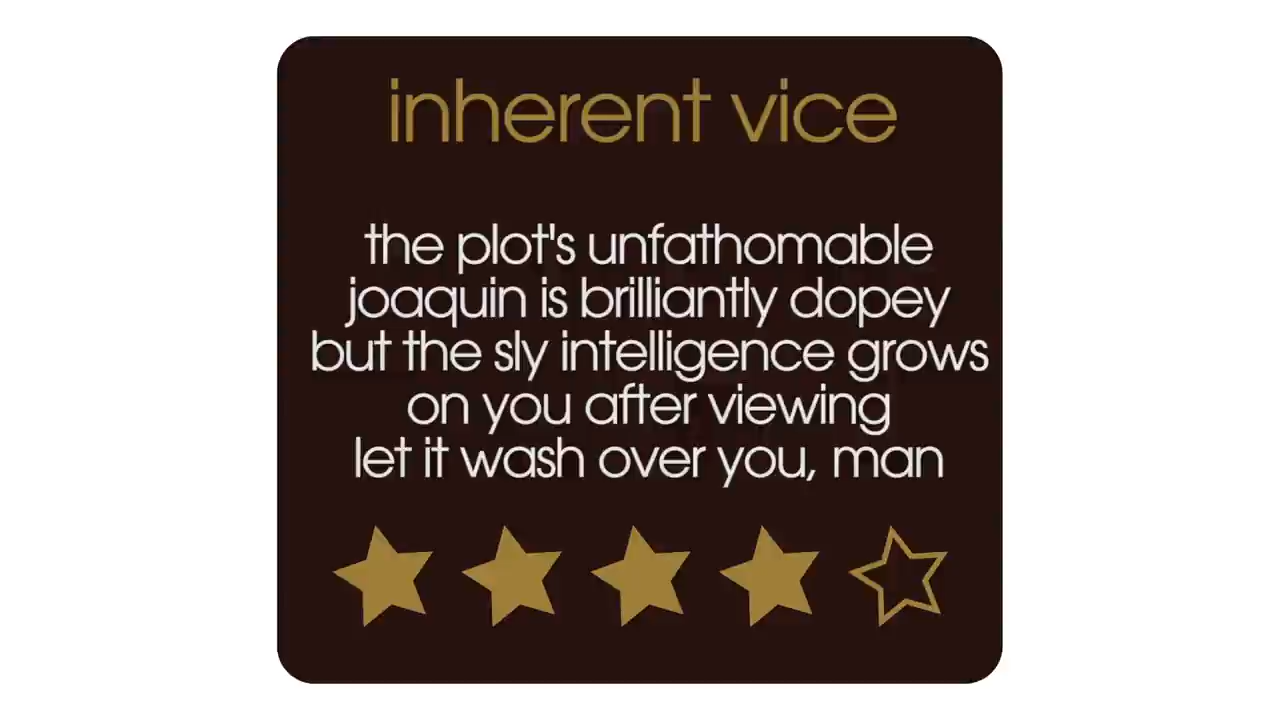 inherent vice
the plot's unfathomable
joaquin is brilliantly dopey
but the sly intelligence grows
on you after viewing
let it wash over you, man